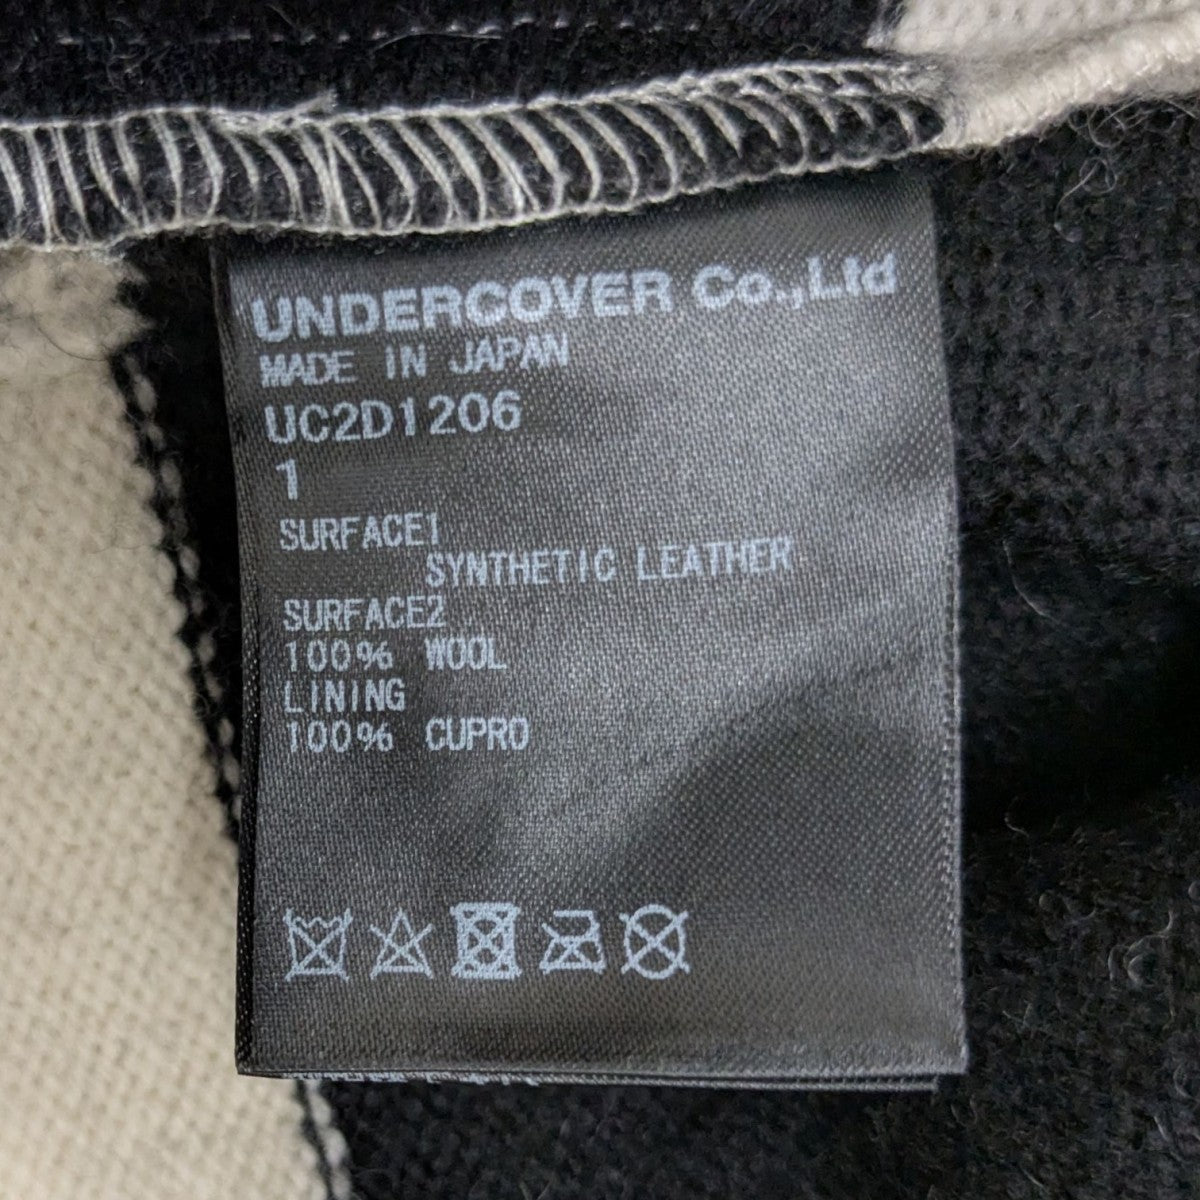 UNDERCOVER Co.,Ltd
MADE IN JAPAN
UC2D1206
1
SURFACE1
SYNTHETIC LEATHER
SURFACE2
100% WOOL
LINING
100% CUPRO